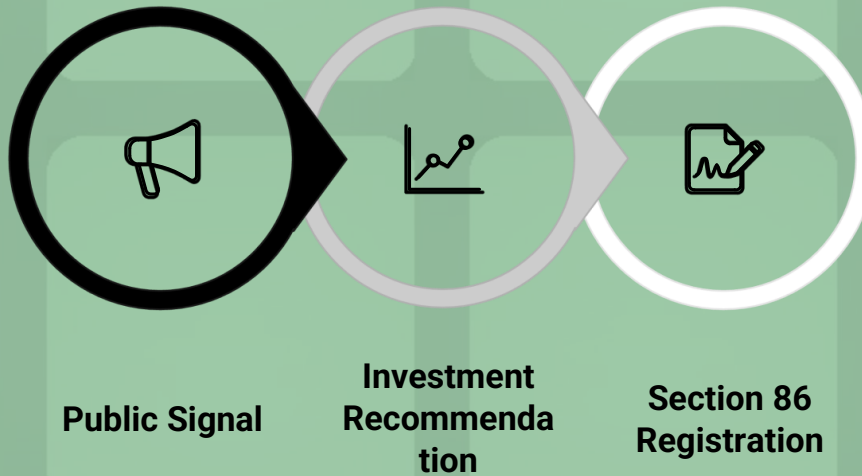 Public Signal
Investment
Recommenda
tion
Section 86
Registration